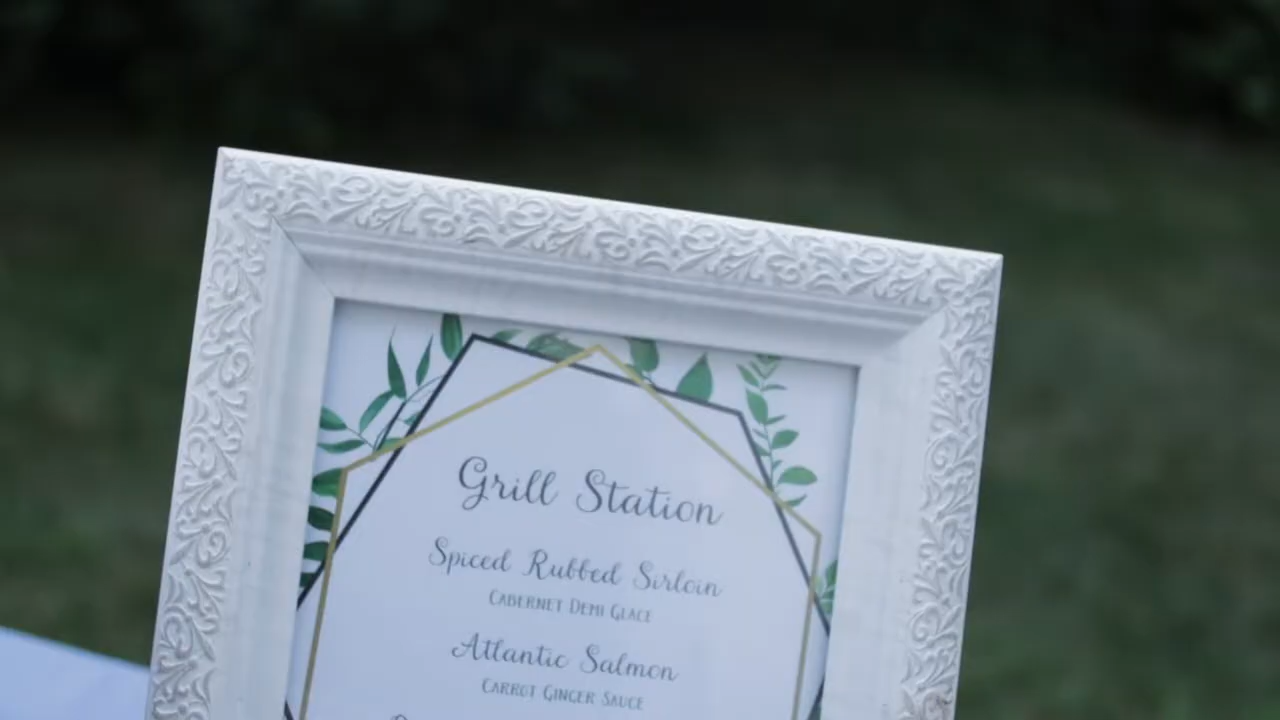 Grill Station
Spiced Rubbed Sirloin
CABERNET DEMI GLACE
Atlantic Salmon
CARROT GINGER SAUCE